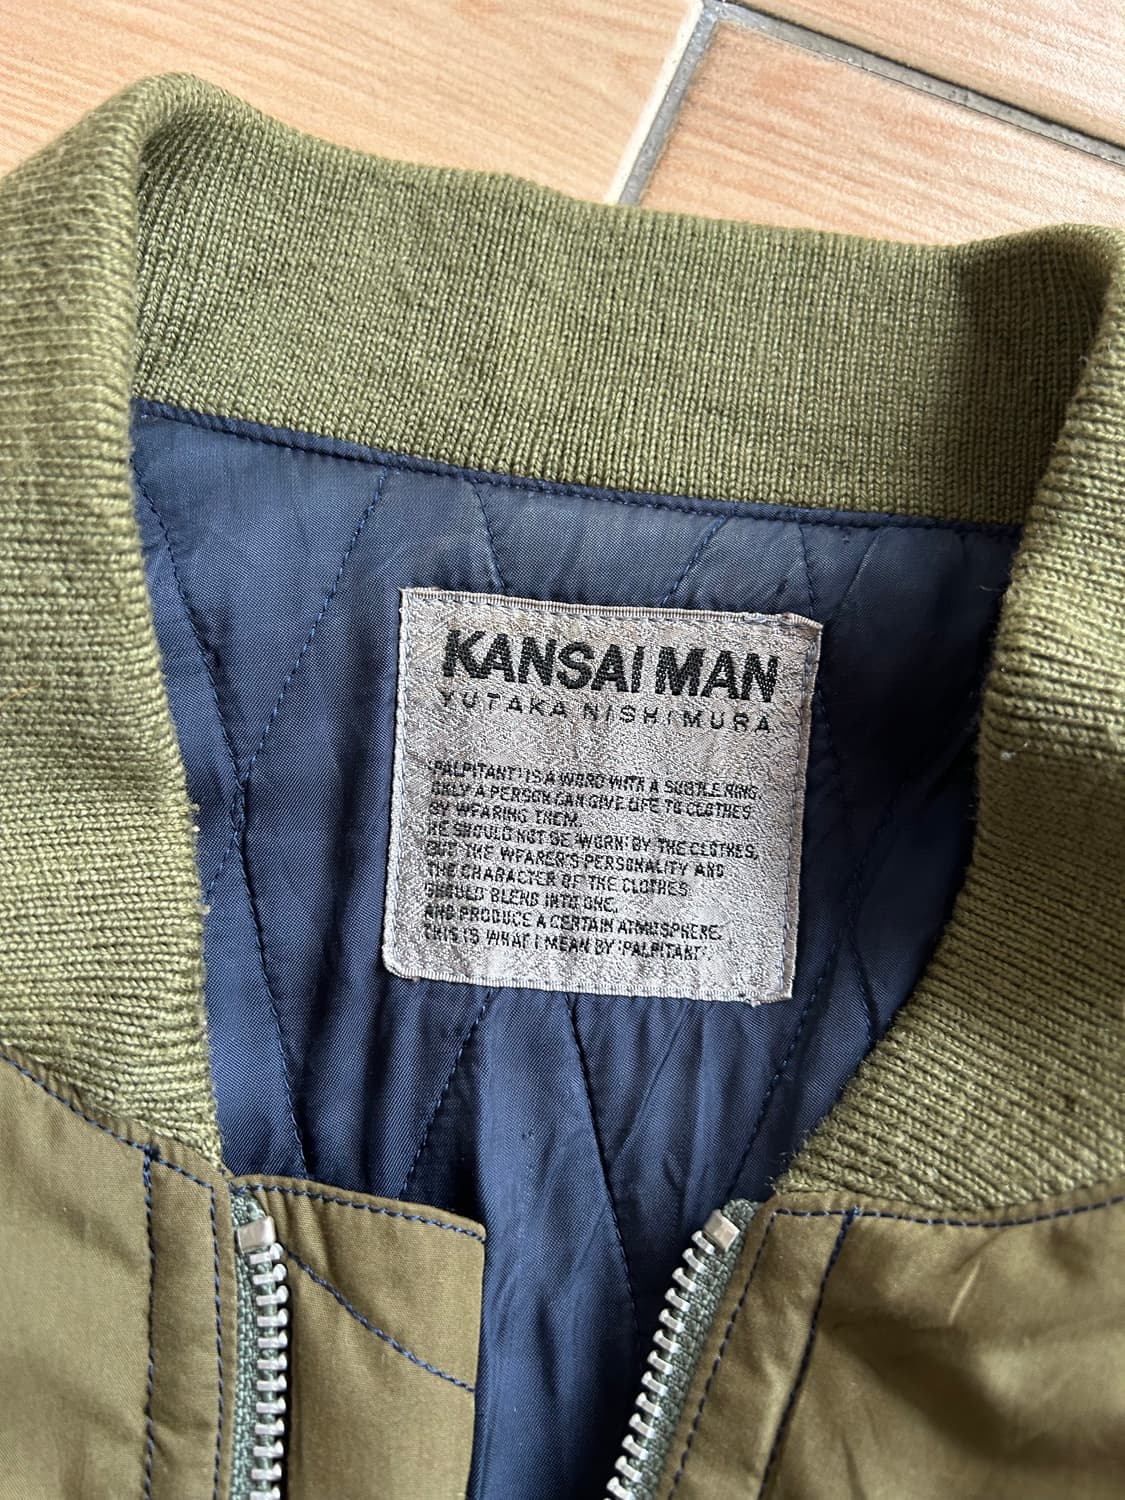 KANSAI MAN
YUTAKA NISHIMURA
'PALPITANT' IS A WORD WITH A SUBTLE RING.
ONLY A PERSON CAN GIVE LIFE TO CLOTHES
BY WEARING THEM.
HE SHOULD NOT BE 'WORN' BY THE CLOTHES,
BUT THE WEARER'S PERSONALITY AND
THE CHARACTER OF THE CLOTHES
SHOULD BLEND INTO ONE,
AND PRODUCE A CERTAIN ATMOSPHERE.
THIS IS WHAT I MEAN BY 'PALPITANT'.